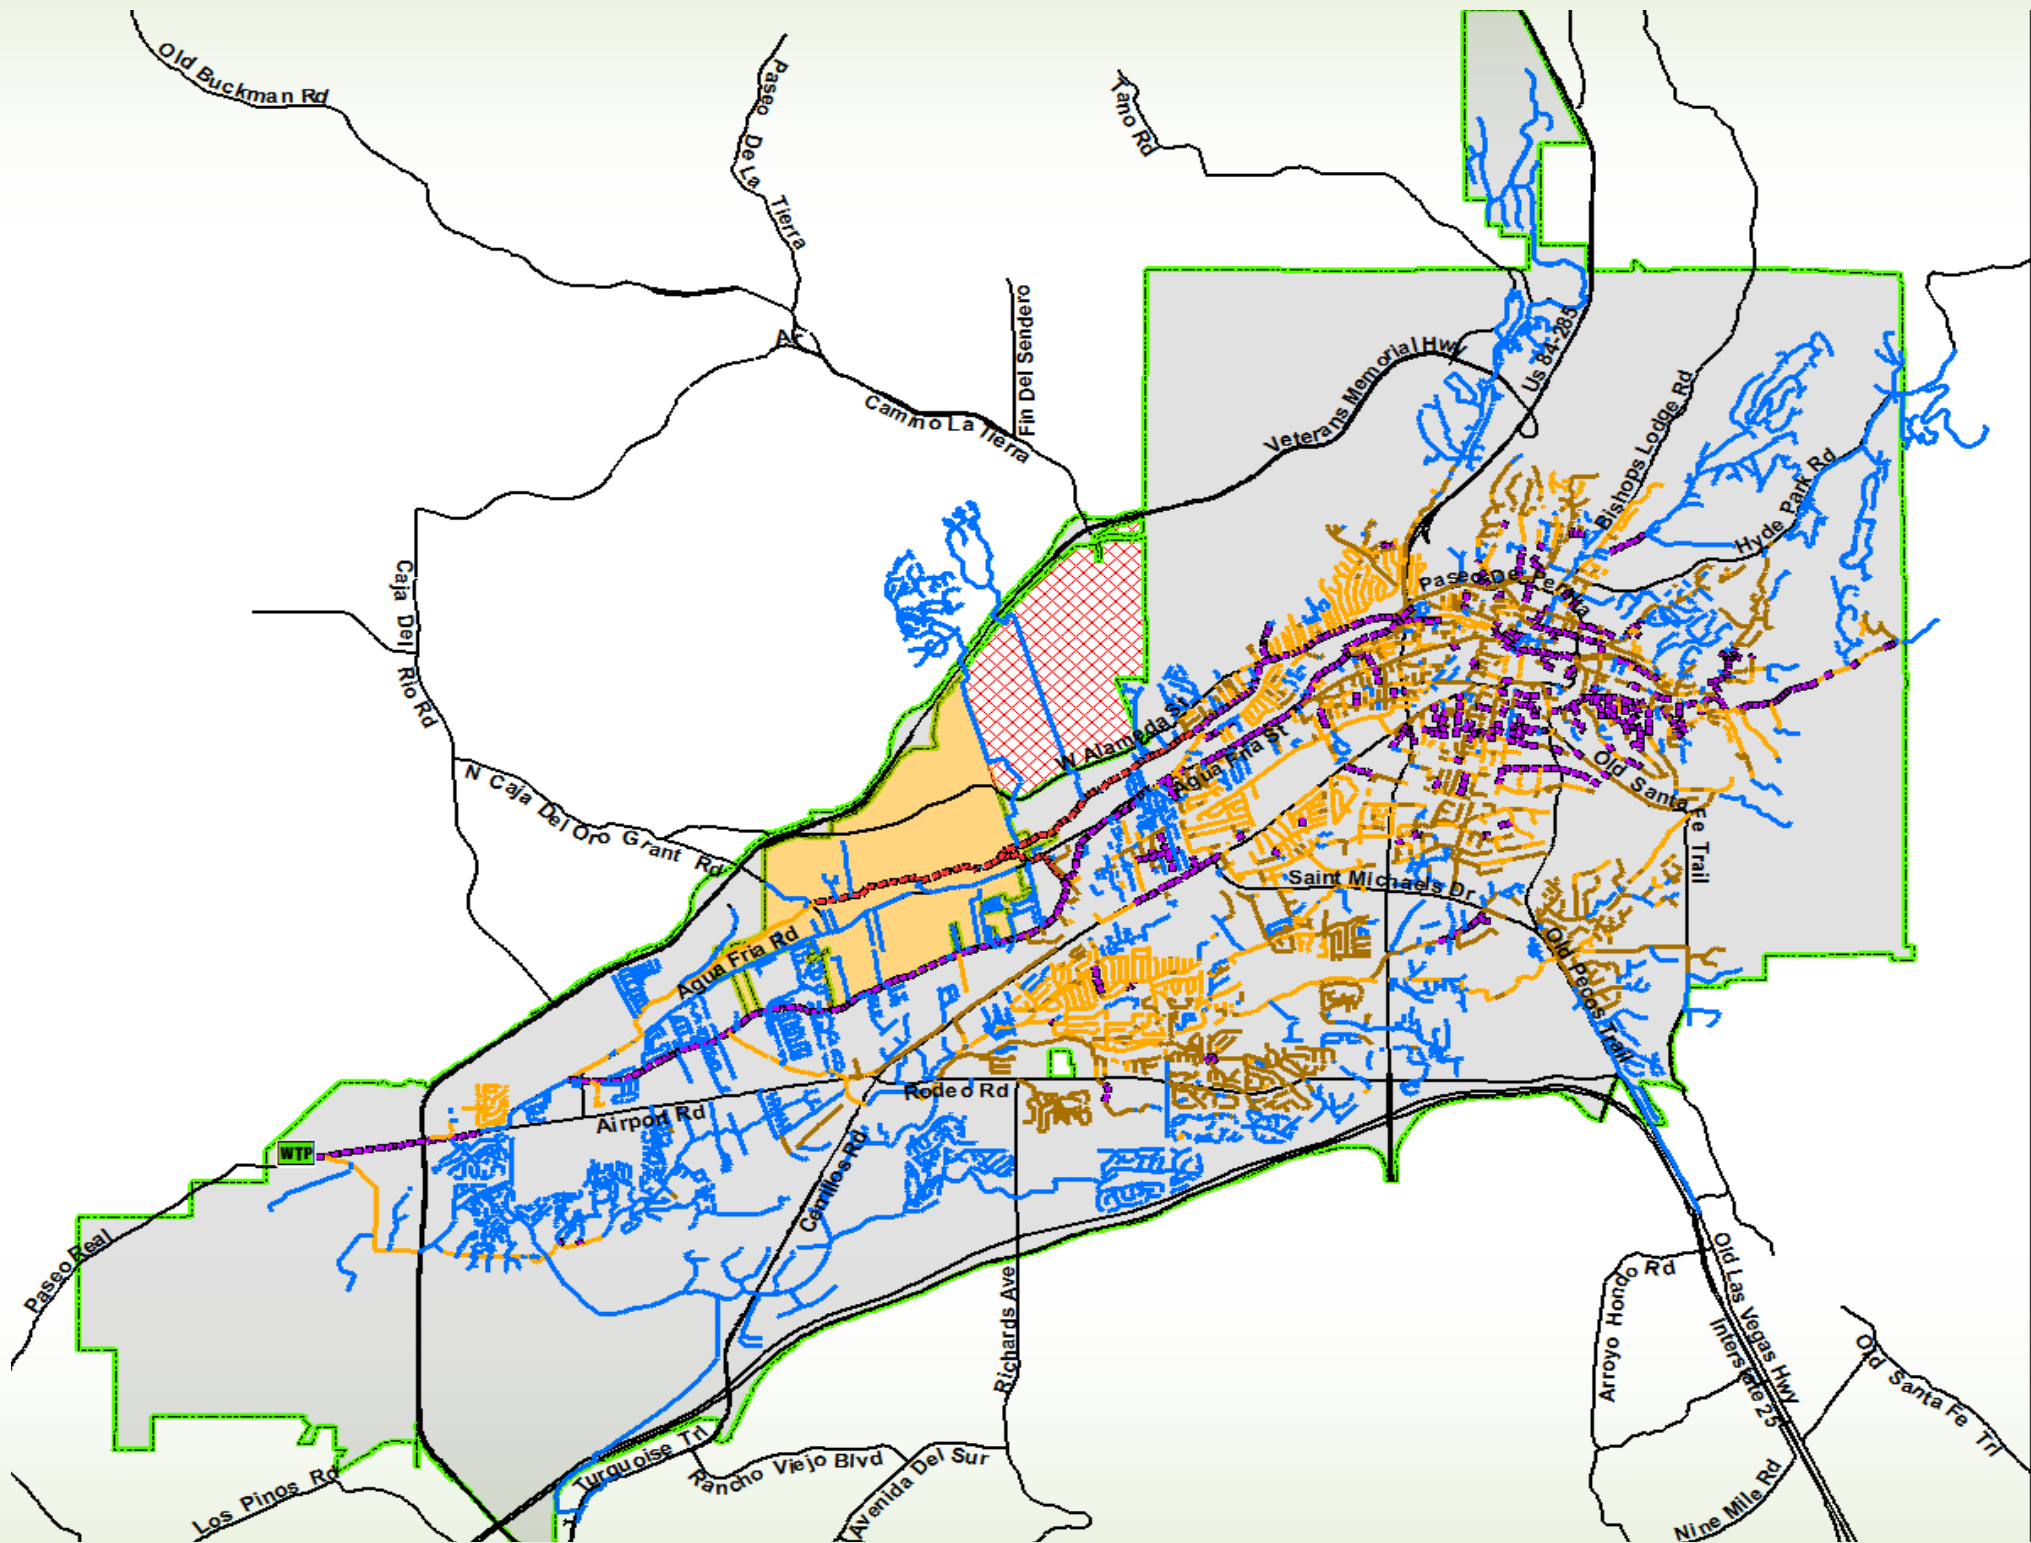 Old Buckman Rd
Paseo De La Tierra
Tano Rd
Fin Del Sendero
Ar
Camino La Tierra
Veterans Memorial Hwy
Us 84-285
Bishops Lodge Rd
Hyde Park Rd
Caja Del Rio Rd
Paseo De Peralta
N Caja Del Oro Grant Rd
W Alameda St
Agua Fria St
Old Santa Fe Trail
Saint Michaels Dr
Agua Fria Rd
Old Pecos Trail
Rodeo Rd
Airport Rd
WTP
Cerrillos Rd
Paseo Real
Richards Ave
Arroyo Hondo Rd
Old Las Vegas Hwy
Interstate 25
Old Santa Fe Trl
Turquoise Trl
Rancho Viejo Blvd
Avenida Del Sur
Los Pinos Rd
Nine Mile Rd